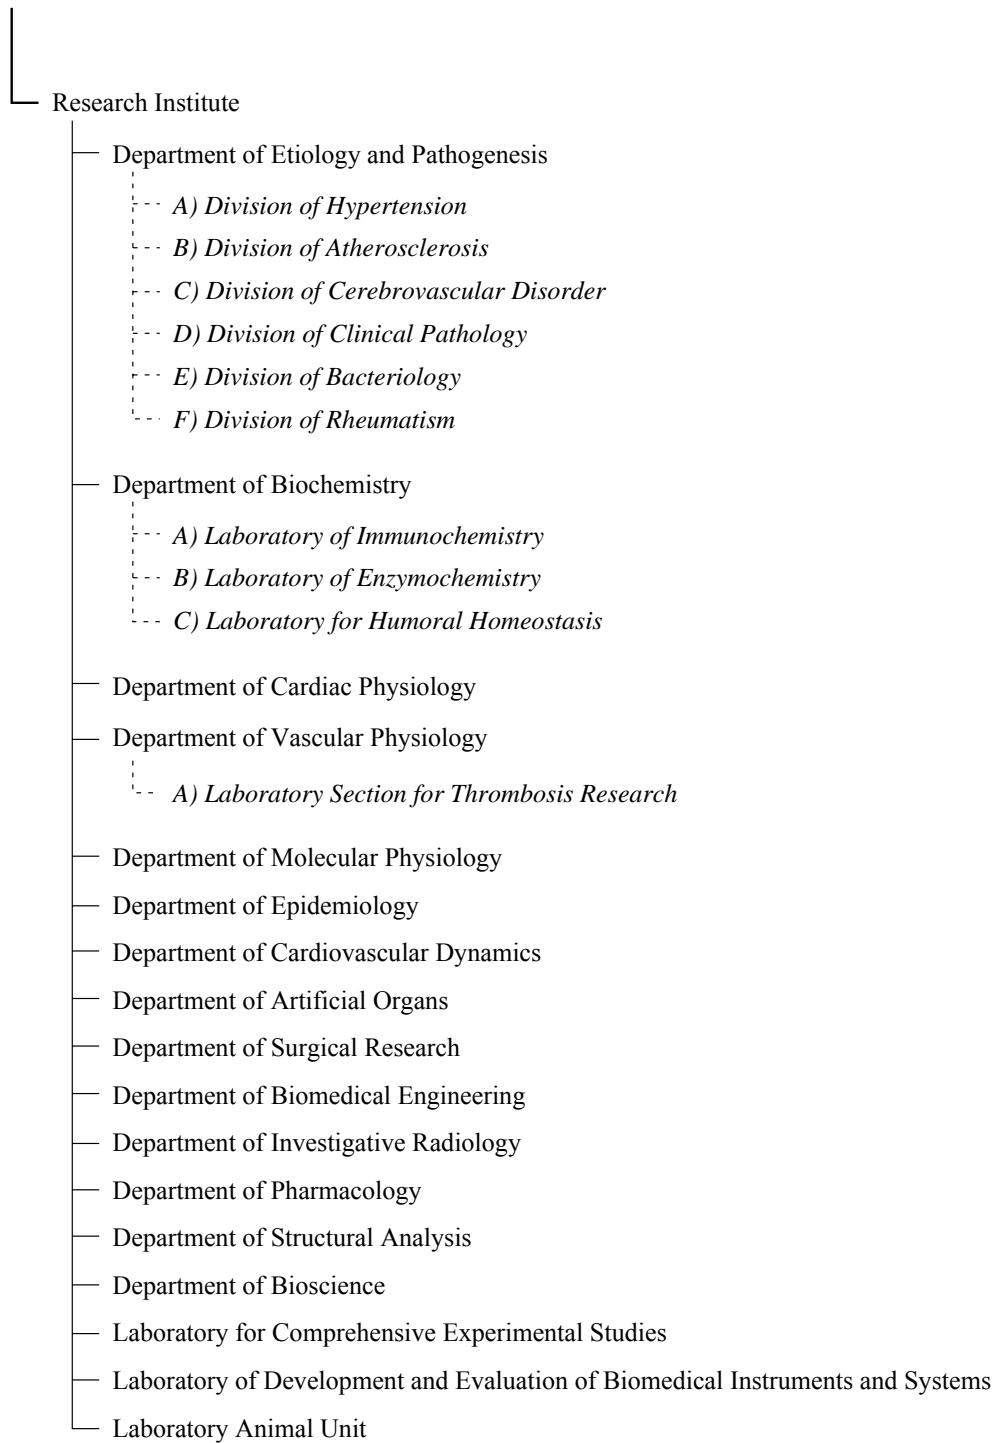 Research Institute
Department of Etiology and Pathogenesis
A) Division of Hypertension
B) Division of Atherosclerosis
C) Division of Cerebrovascular Disorder
D) Division of Clinical Pathology
E) Division of Bacteriology
F) Division of Rheumatism
Department of Biochemistry
A) Laboratory of Immunochemistry
B) Laboratory of Enzymochemistry
C) Laboratory for Humoral Homeostasis
Department of Cardiac Physiology
Department of Vascular Physiology
A) Laboratory Section for Thrombosis Research
Department of Molecular Physiology
Department of Epidemiology
Department of Cardiovascular Dynamics
Department of Artificial Organs
Department of Surgical Research
Department of Biomedical Engineering
Department of Investigative Radiology
Department of Pharmacology
Department of Structural Analysis
Department of Bioscience
Laboratory for Comprehensive Experimental Studies
Laboratory of Development and Evaluation of Biomedical Instruments and Systems
Laboratory Animal Unit